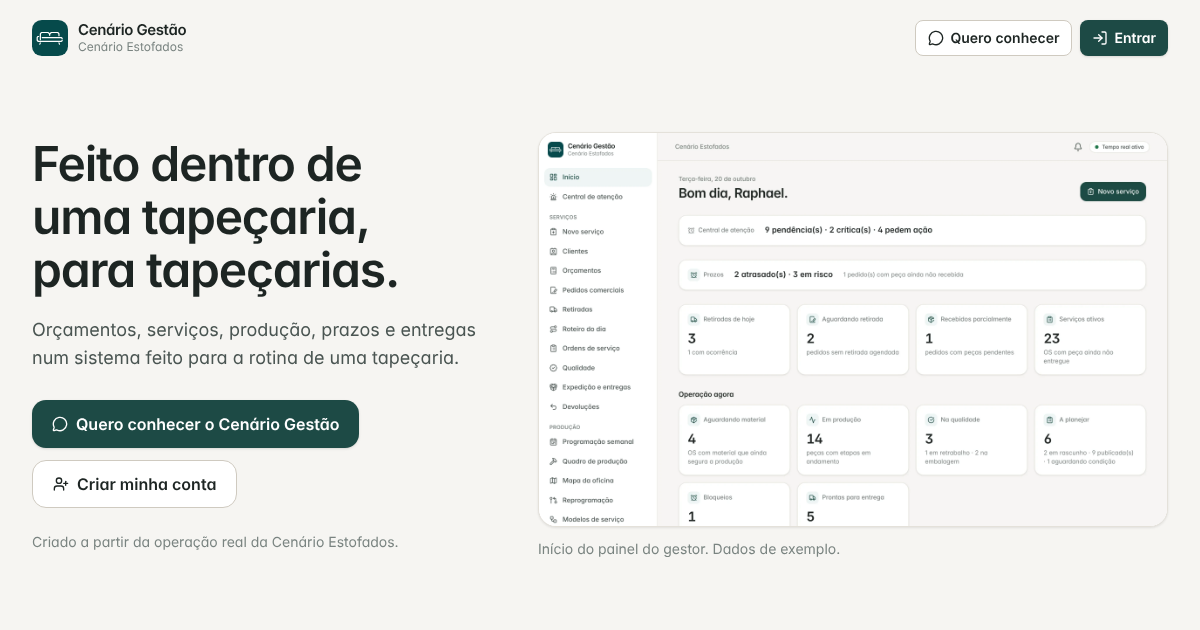 Cenário Gestão
Cenário Estofados
Quero conhecer
Entrar
Feito dentro de
uma tapeçaria,
para tapeçarias.
Orçamentos, serviços, produção, prazos e entregas
num sistema feito para a rotina de uma tapeçaria.
Quero conhecer o Cenário Gestão
Criar minha conta
Criado a partir da operação real da Cenário Estofados.
Cenário Gestão
Cenário Estofados
Início
Central de atenção
SERVIÇOS
Novo serviço
Clientes
Orçamentos
Pedidos comerciais
Retiradas
Roteiro do dia
Ordens de serviço
Qualidade
Expedição e entregas
Devoluções
PRODUÇÃO
Programação semanal
Quadro de produção
Mapa da oficina
Reprogramação
Modelos de serviço
Cenário Estofados
Tempo real ativo
Terça-feira, 20 de outubro
Bom dia, Raphael.
Novo serviço
Central de atenção 9 pendência(s) · 2 crítica(s) · 4 pedem ação
Prazos 2 atrasado(s) · 3 em risco 1 pedido(s) com peça ainda não recebida
Retiradas de hoje
3
1 com ocorrência
Aguardando retirada
2
pedidos sem retirada agendada
Recebidos parcialmente
1
pedidos com peças pendentes
Serviços ativos
23
OS com peça ainda não
entregue
Operação agora
Aguardando material
4
OS com material que ainda
segura a produção
Em produção
14
peças com etapas em
andamento
Na qualidade
3
1 em retrabalho · 2 na
embalagem
A planejar
6
2 em rascunho · 9 publicado(s)
· 1 aguardando condição
Bloqueios
1
Prontas para entrega
5
Início do painel do gestor. Dados de exemplo.